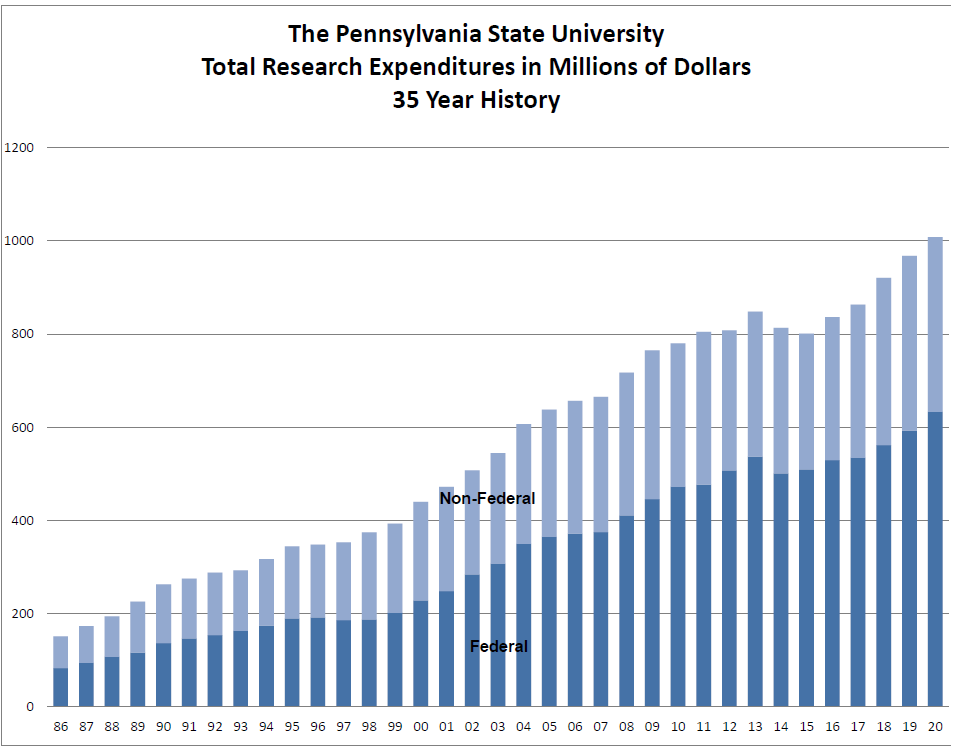 The Pennsylvania State University
Total Research Expenditures in Millions of Dollars
35 Year History
1200
1000
800
600
400
200
0
Non-Federal
Federal
86 87 88 89 90 91 92 93 94 95 96 97 98 99 00 01 02 03 04 05 06 07 08 09 10 11 12 13 14 15 16 17 18 19 20